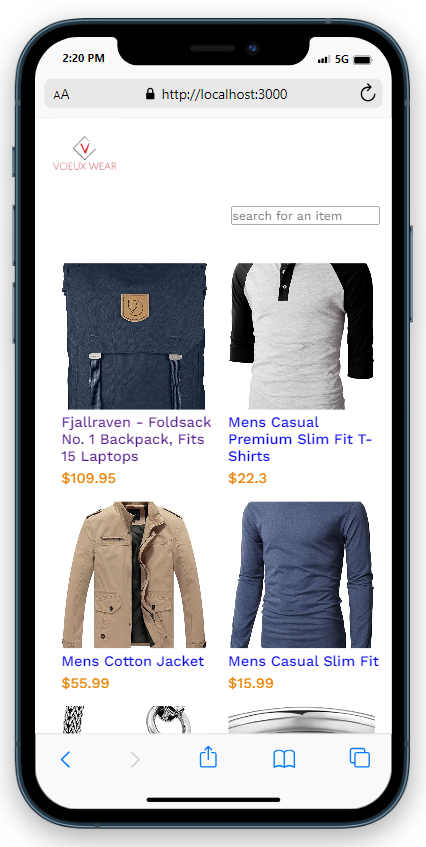 2:20 PM
5G
AA
http://localhost:3000
V
VOEUX WEAR
search for an item
Fjallraven - Foldsack
No. 1 Backpack, Fits
15 Laptops
$109.95
Mens Casual
Premium Slim Fit T-
Shirts
$22.3
Mens Cotton Jacket
$55.99
Mens Casual Slim Fit
$15.99